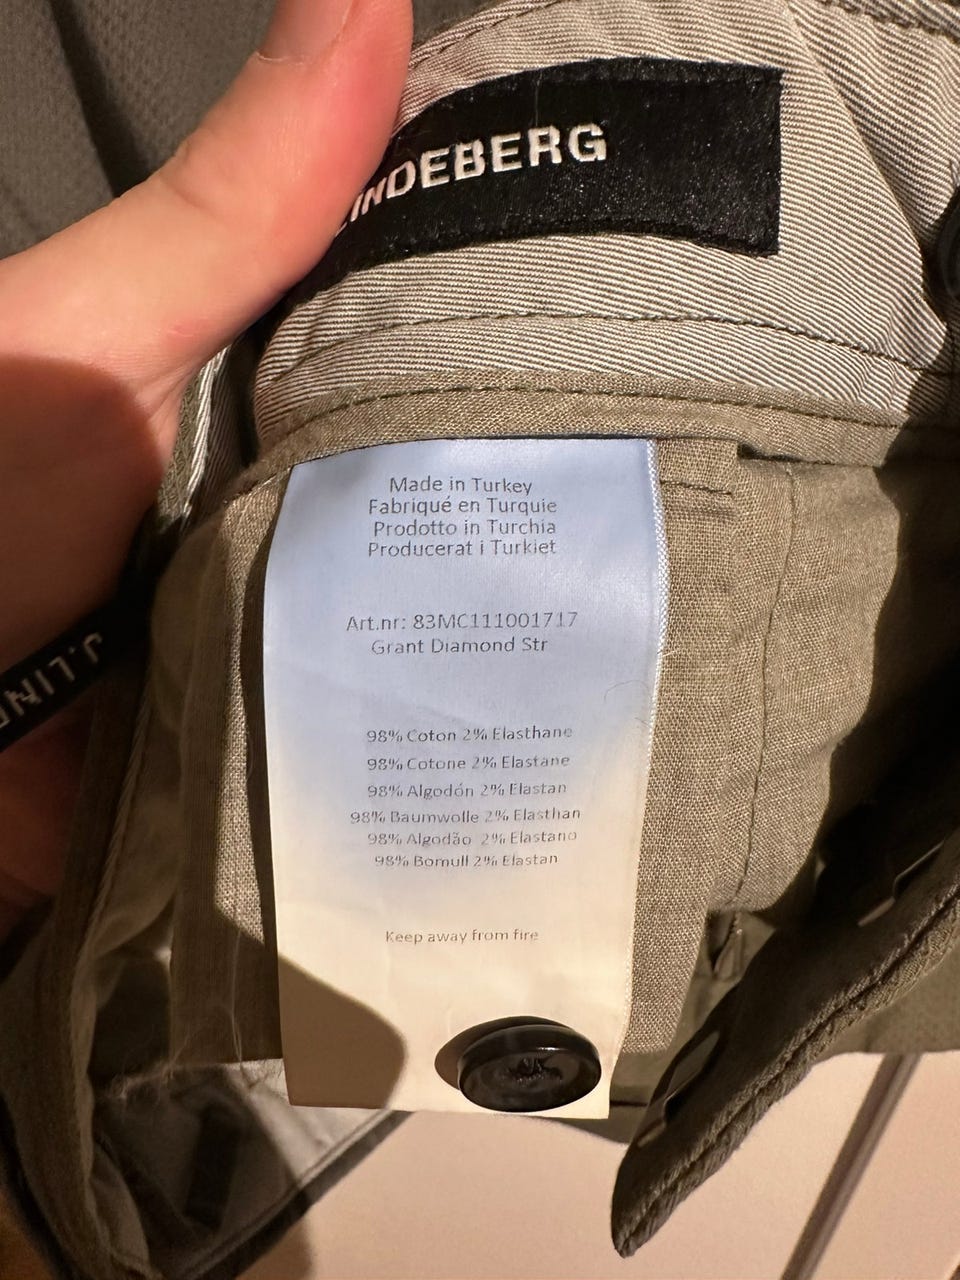 LINDEBERG
Made in Turkey
Fabriqué en Turquie
Prodotto in Turchia
Producerat i Turkiet
Art.nr: 83MC111001717
Grant Diamond Str
J.LINDE
98% Coton 2% Elasthane
98% Cotone 2% Elastane
98% Algodón 2% Elastan
98% Baumwolle 2% Elasthan
98% Algodão 2% Elastano
98% Bomull 2% Elastan
Keep away from fire